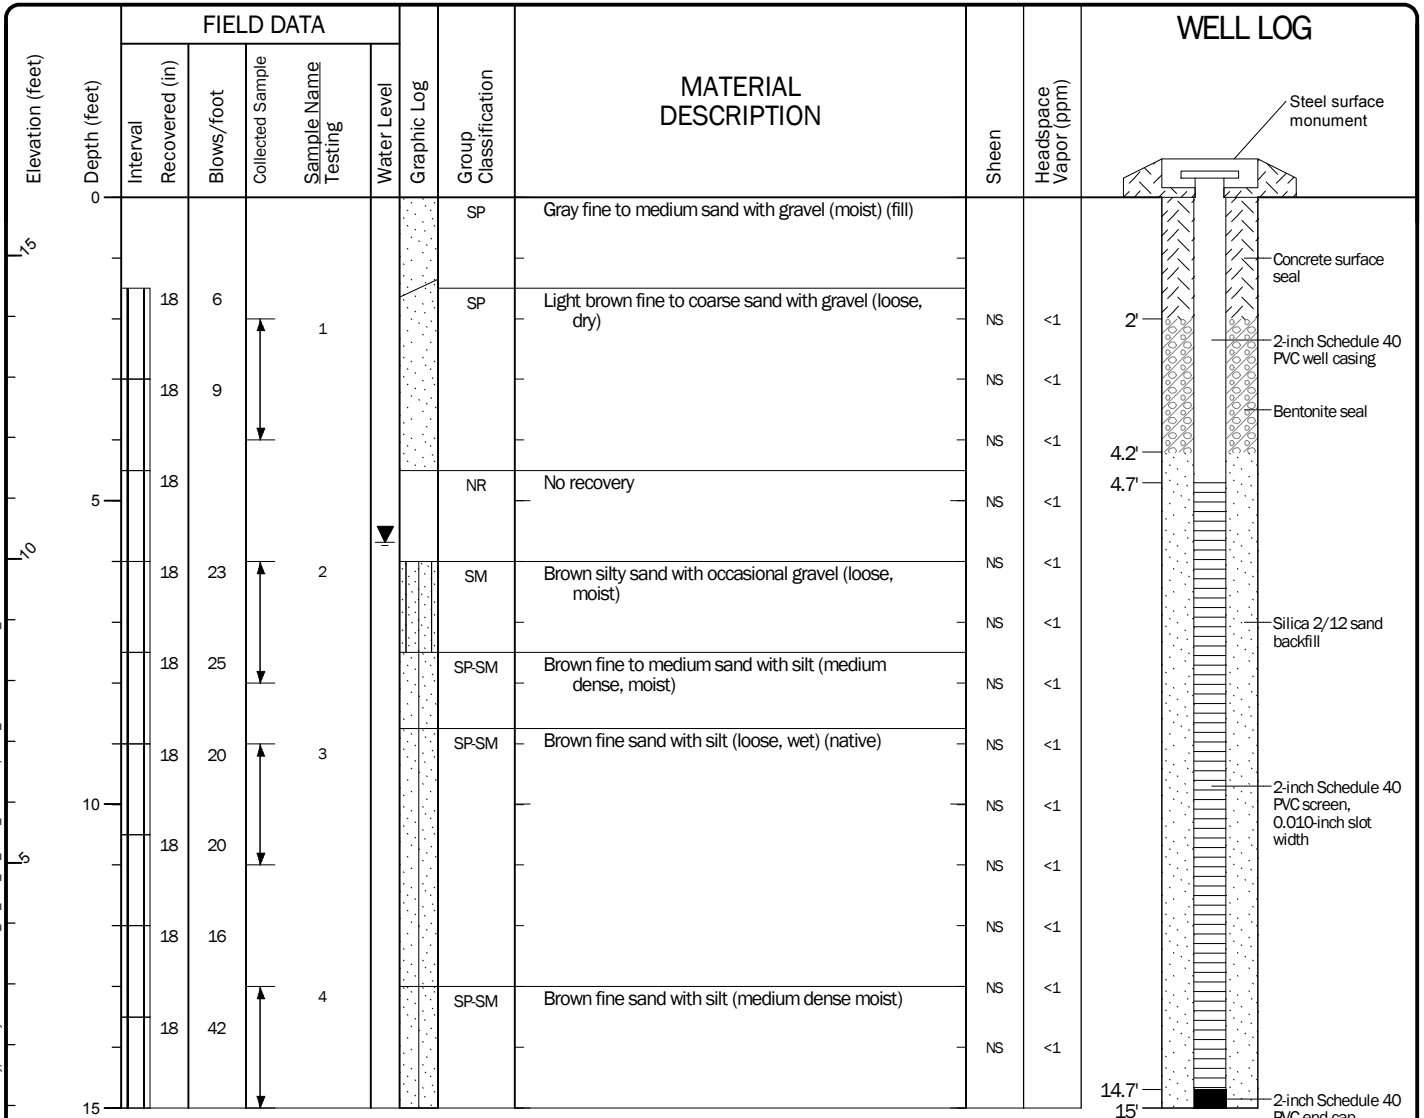 FIELD DATA
WELL LOG
Elevation (feet)
Depth (feet)
Interval
Recovered (in)
Blows/foot
Collected Sample
Sample Name
Testing
Water Level
Graphic Log
Group
Classification
MATERIAL
DESCRIPTION
Sheen
Headspace
Vapor (ppm)
Steel surface
monument
0
SP
Gray fine to medium sand with gravel (moist) (fill)
15
Concrete surface
seal
18 6
SP
Light brown fine to coarse sand with gravel (loose,
dry)
1
NS <1
2'
2-inch Schedule 40
PVC well casing
NS <1
18 9
Bentonite seal
NS <1
4.2'
18
NR
No recovery
4.7'
5
NS <1
10
NS <1
18 23
2
SM
Brown silty sand with occasional gravel (loose,
moist)
NS <1
Silica 2/12 sand
backfill
18 25
SP-SM
Brown fine to medium sand with silt (medium
dense, moist)
NS <1
SP-SM
Brown fine sand with silt (loose, wet) (native)
NS <1
18 20
3
2-inch Schedule 40
PVC screen,
0.010-inch slot
width
10
NS <1
18 20
5
NS <1
NS <1
18 16
NS <1
4
SP-SM
Brown fine sand with silt (medium dense moist)
18 42
NS <1
14.7'
2-inch Schedule 40
PVC end cap
15
15'